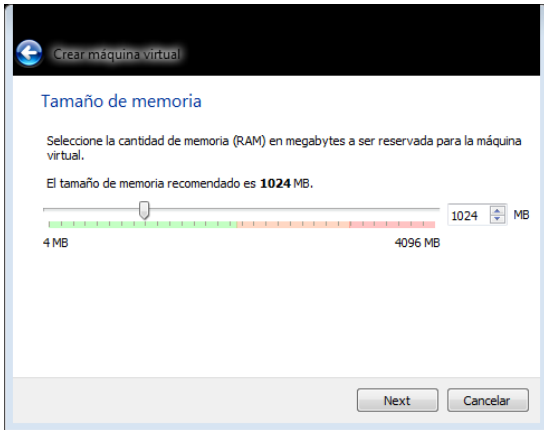 Crear máquina virtual
Tamaño de memoria
Seleccione la cantidad de memoria (RAM) en megabytes a ser reservada para la máquina
virtual.
El tamaño de memoria recomendado es 1024 MB.
1024 MB
4 MB 4096 MB
Next Cancelar